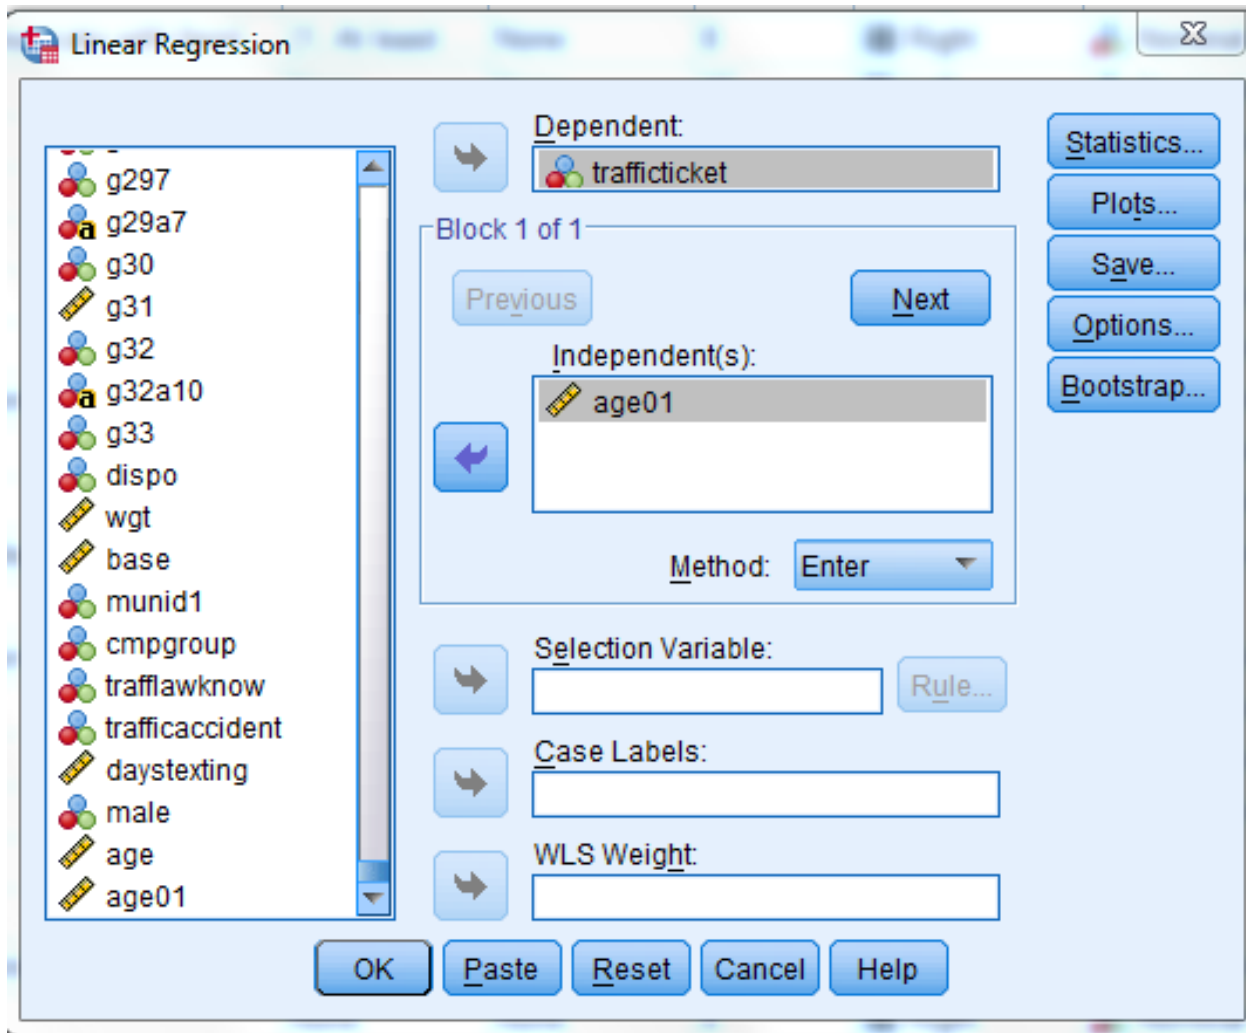 Linear Regression
g297
g29a7
g30
g31
g32
g32a10
g33
dispo
wgt
base
munid1
cmpgroup
trafflawknow
trafficaccident
daystexting
male
age
age01
Dependent:
trafficticket
Block 1 of 1
Previous
Next
Independent(s):
age01
Method:
Enter
Selection Variable:
Rule...
Case Labels:
WLS Weight:
Statistics...
Plots...
Save...
Options...
Bootstrap...
OK
Paste
Reset
Cancel
Help